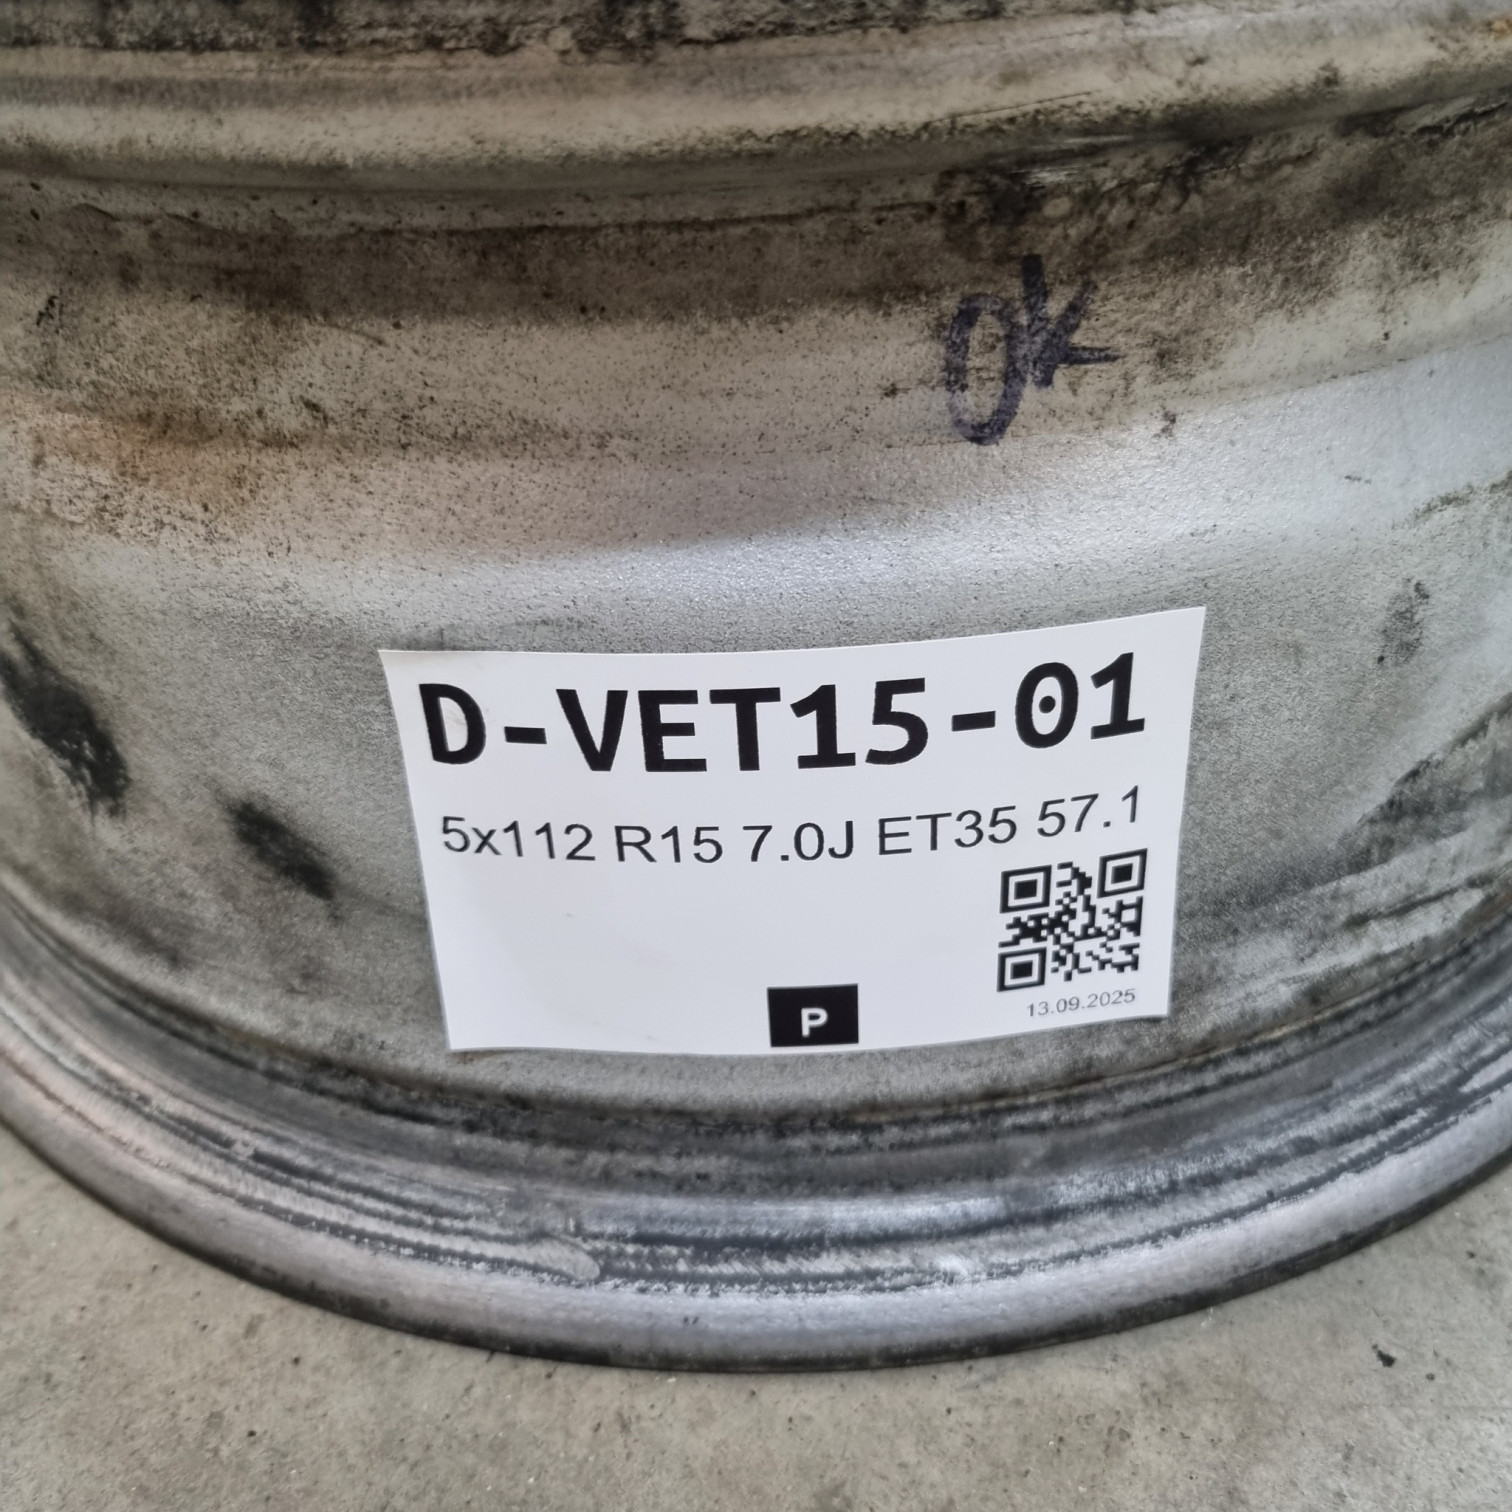 Ok
D-VET15-01
5x112 R15 7.0J ET35 57.1
13.09.2025
P